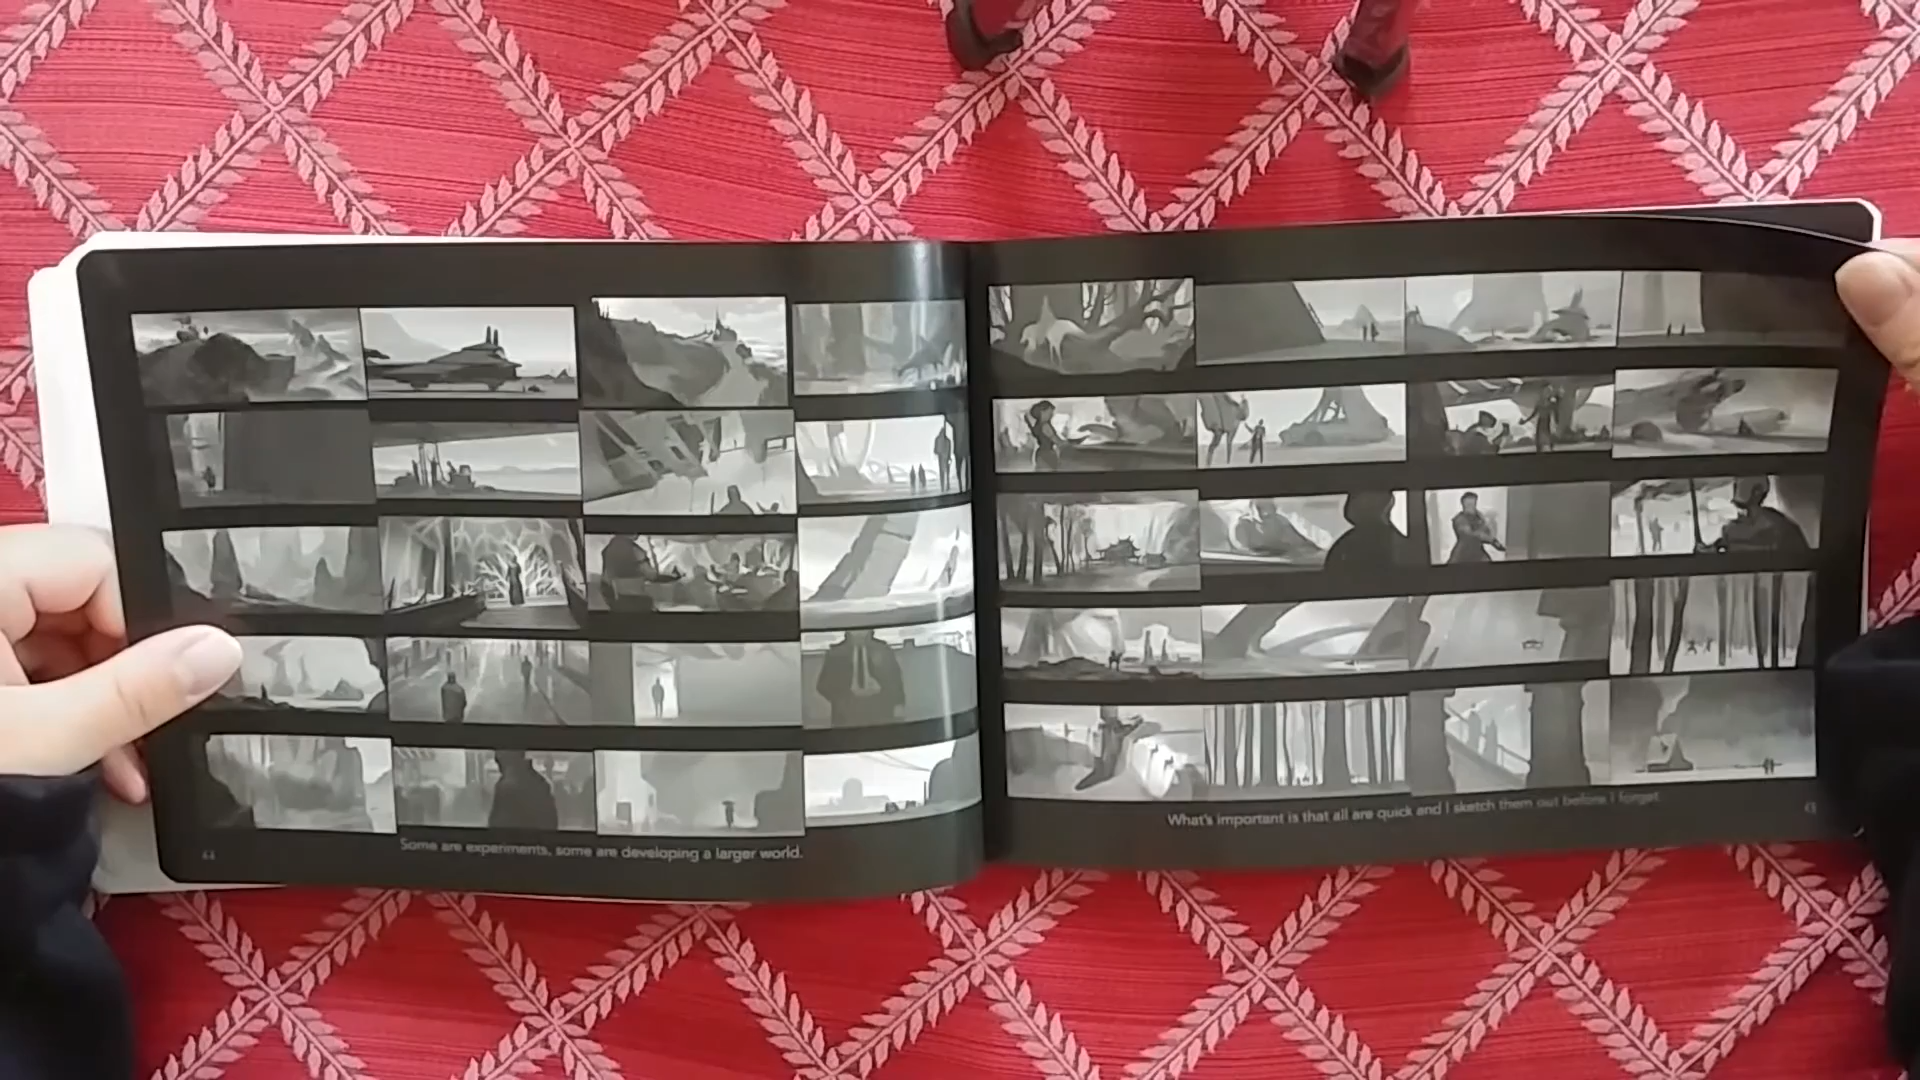 Some are experiments, some are developing a larger world.
What's important is that all are quick and I sketch them out before I forget.